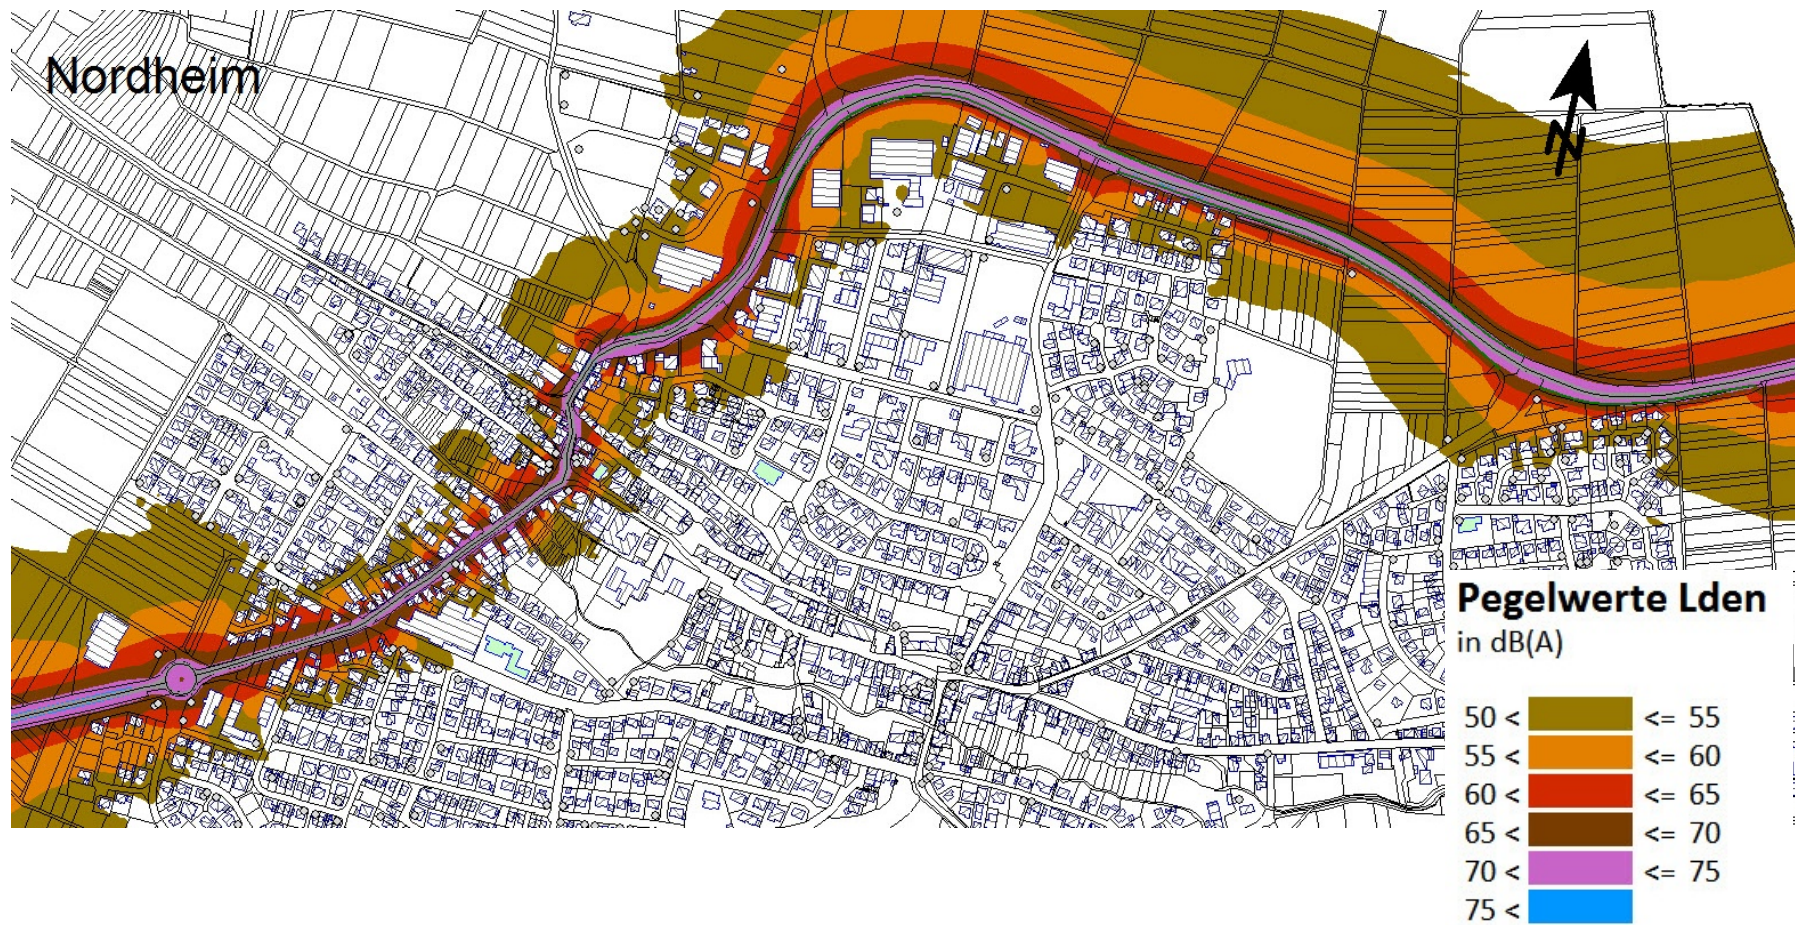 Nordheim
N
Pegelwerte Lden
in dB(A)
50 < <= 55
55 < <= 60
60 < <= 65
65 < <= 70
70 < <= 75
75 <